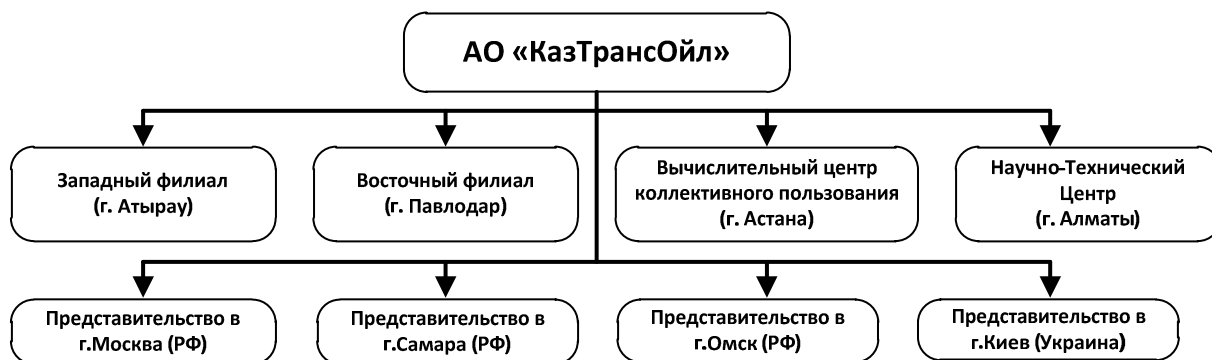 АО «КазТрансОйл»
Западный филиал
(г. Атырау)
Восточный филиал
(г. Павлодар)
Вычислительный центр
коллективного пользования
(г. Астана)
Научно-Технический
Центр
(г. Алматы)
Представительство в
г.Москва (РФ)
Представительство в
г.Самара (РФ)
Представительство в
г.Омск (РФ)
Представительство в
г.Киев (Украина)